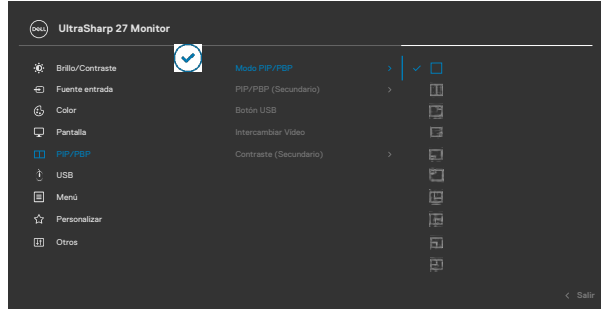 DELL UltraSharp 27 Monitor
Brillo/Contraste
Modo PIP/PBP
Fuente entrada
PIP/PBP (Secundario)
Color
Botón USB
Pantalla
Intercambiar Vídeo
PIP/PBP
Contraste (Secundario)
USB
Menú
Personalizar
Otros
Salir